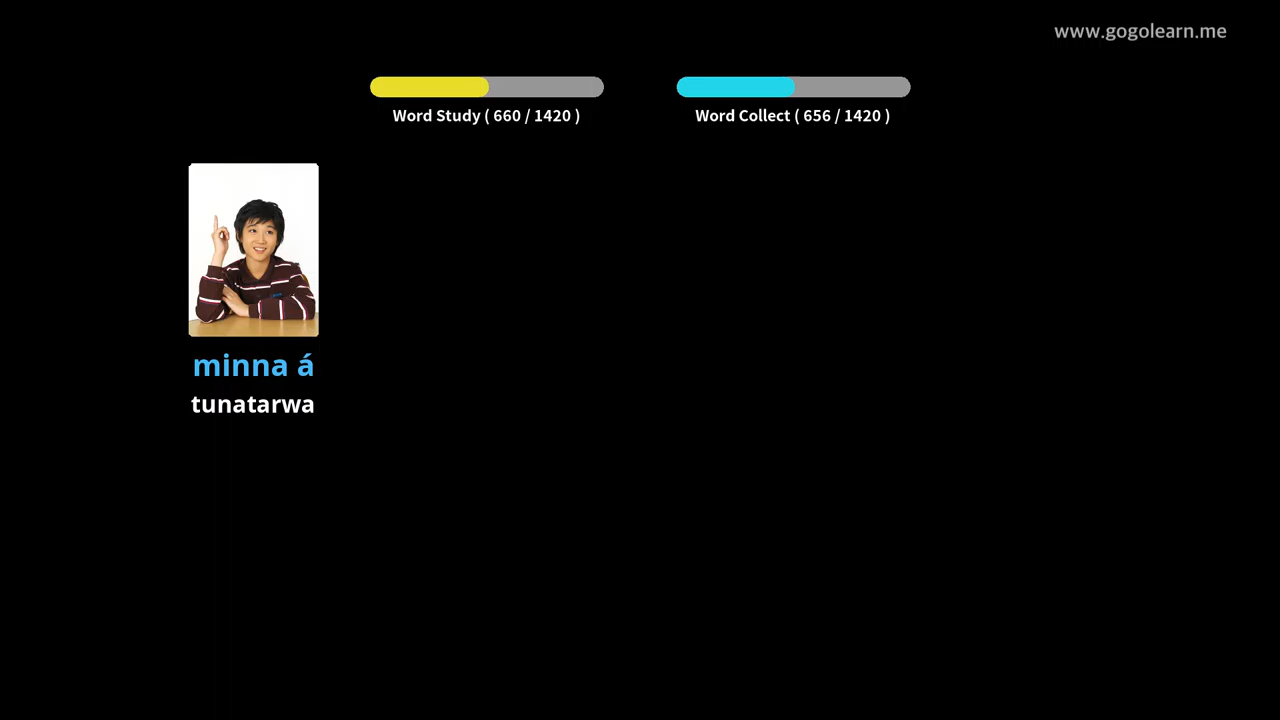 www.gogolearn.me
Word Study ( 660 / 1420 )
Word Collect ( 656 / 1420 )
minna á
tunatarwa